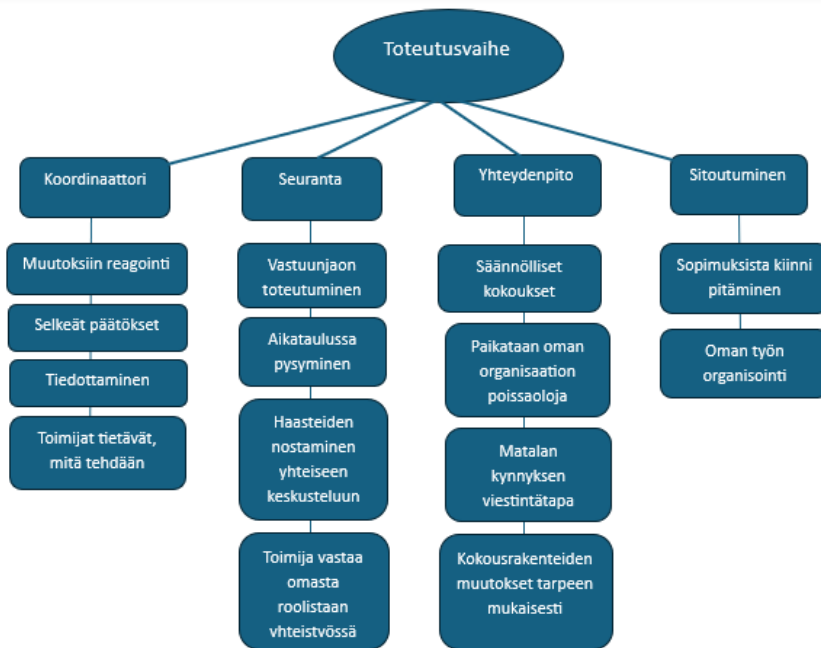 Toteutusvaihe
Koordinaattori
Muutoksiin reagointi
Selkeät päätökset
Tiedottaminen
Toimijat tietävät,
mitä tehdään
Seuranta
Vastuunjaon
toteutuminen
Aikataulussa
pysyminen
Haasteiden
nostaminen
yhteiseen
keskusteluun
Toimija vastaa
omasta
roolistaan
yhteistyössä
Yhteydenpito
Säännölliset
kokoukset
Paikataan oman
organisaation
poissaoloja
Matalan
kynnyksen
viestintätapa
Kokousrakenteiden
muutokset tarpeen
mukaisesti
Sitoutuminen
Sopimuksista kiinni
pitäminen
Oman työn
organisointi